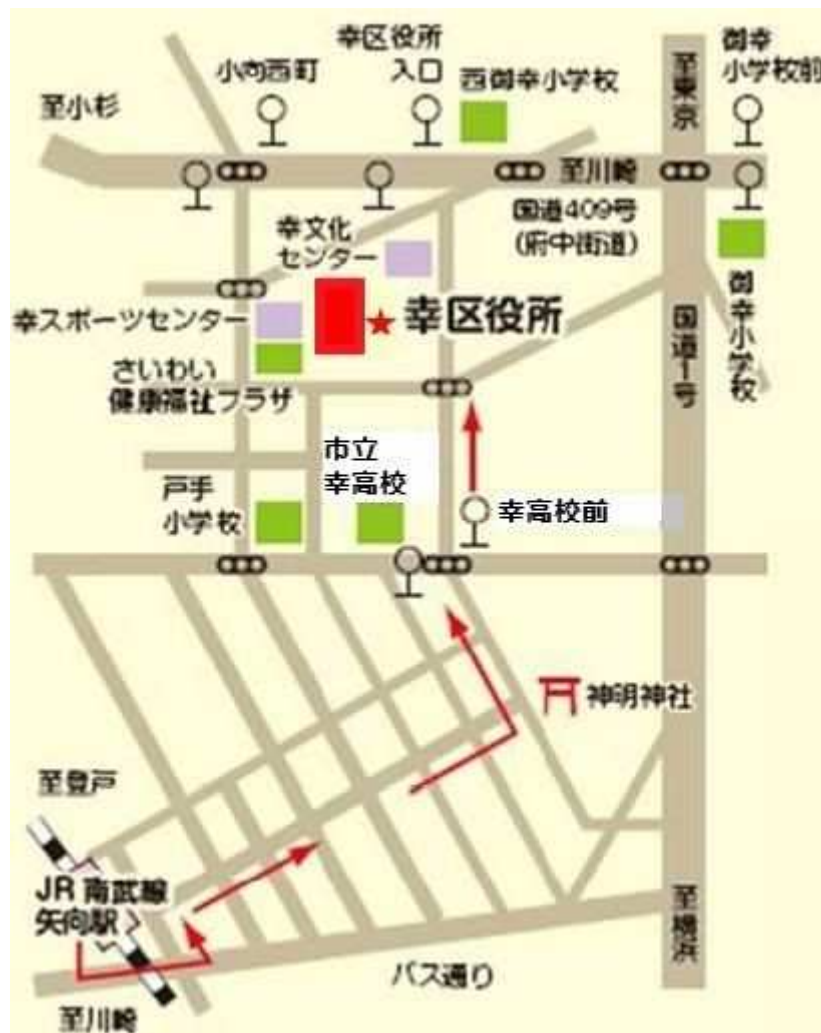 幸区役所
入口
御幸
小学校前
小向西町
西御幸小学校
至東京
至小杉
至川崎
国道409号
(府中街道)
幸文化
センター
御幸小学校
幸スポーツセンター
幸区役所
国道1号
さいわい
健康福祉プラザ
市立
幸高校
戸手
小学校
幸高校前
神明神社
至登戸
JR 南武線
矢向駅
至横浜
バス通り
至川崎